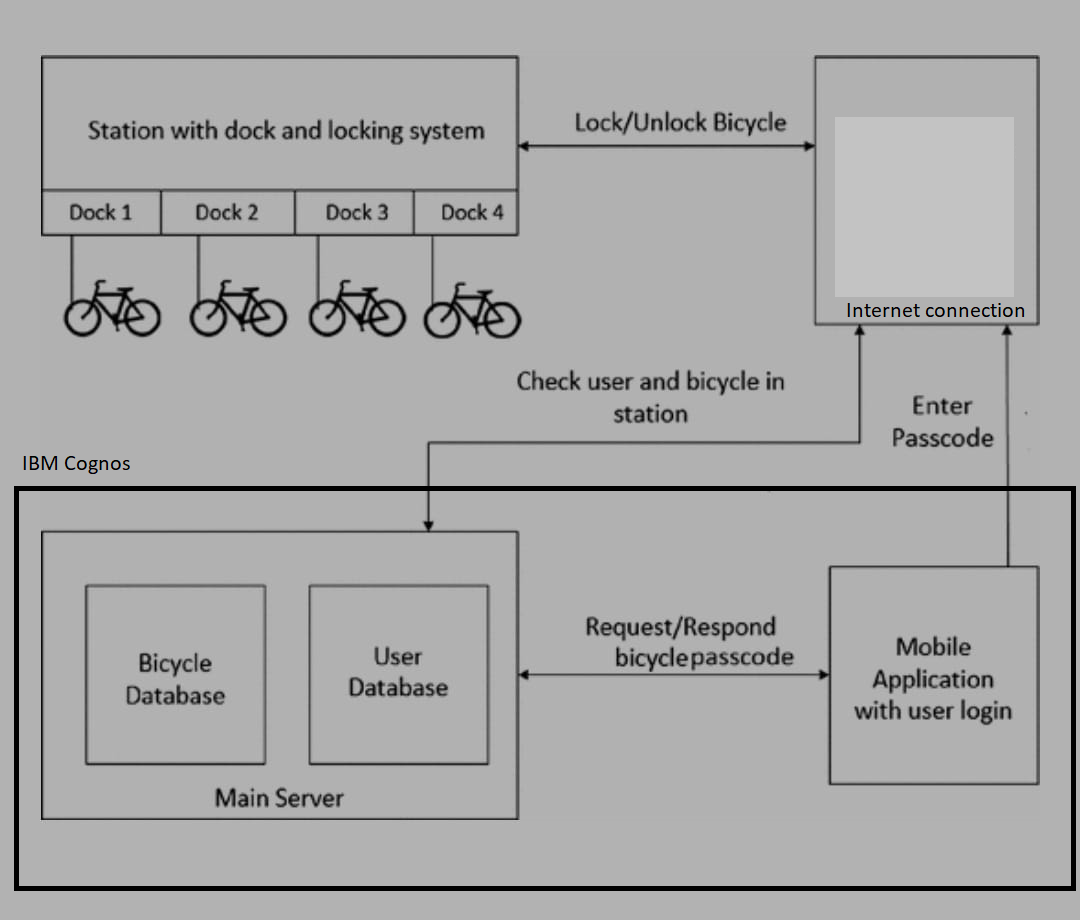 Station with dock and locking system
Lock/Unlock Bicycle
Dock 1
Dock 2
Dock 3
Dock 4
Internet connection
Check user and bicycle in
station
Enter
Passcode
IBM Cognos
Bicycle
Database
User
Database
Main Server
Request/Respond
bicycle passcode
Mobile
Application
with user login